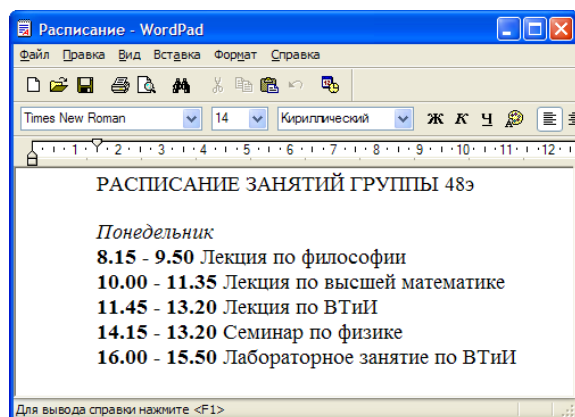 Расписание - WordPad
Файл Правка Вид Вставка Формат Справка
Times New Roman 14 Кириллический Ж К Ч
1 2 3 4 5 6 7 8 9 10 11 12
РАСПИСАНИЕ ЗАНЯТИЙ ГРУППЫ 48э
Понедельник
8.15 - 9.50 Лекция по философии
10.00 - 11.35 Лекция по высшей математике
11.45 - 13.20 Лекция по ВТиИ
14.15 - 13.20 Семинар по физике
16.00 - 15.50 Лабораторное занятие по ВТиИ
Для вывода справки нажмите <F1>